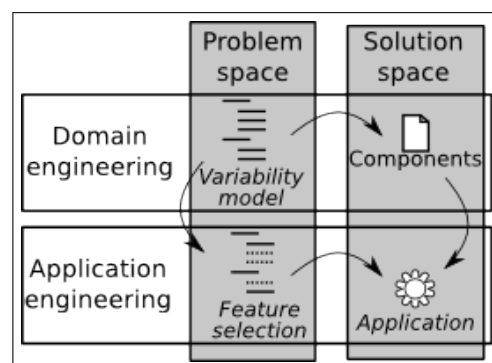 Problem
space
Solution
space
Domain
engineering
Variability
model
Components
Application
engineering
Feature
selection
Application